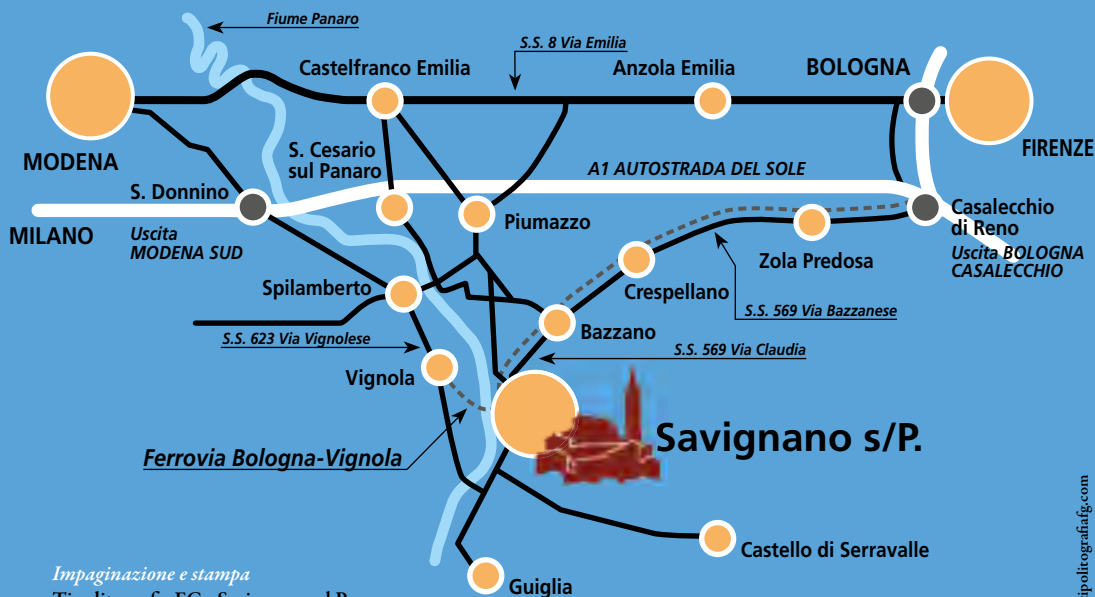 Fiume Panaro
S.S. 8 Via Emilia
Castelfranco Emilia
Anzola Emilia
BOLOGNA
MODENA
FIRENZE
S. Cesario
sul Panaro
A1 AUTOSTRADA DEL SOLE
S. Donnino
MILANO
Uscita
MODENA SUD
Piumazzo
Casalecchio
di Reno
Uscita BOLOGNA
CASALECCHIO
Zola Predosa
Spilamberto
Crespellano
S.S. 569 Via Bazzanese
Bazzano
S.S. 623 Via Vignolese
S.S. 569 Via Claudia
Vignola
Savignano s/P.
Ferrovia Bologna-Vignola
Castello di Serravalle
Guiglia
Impaginazione e stampa
tipolitografiafg.com